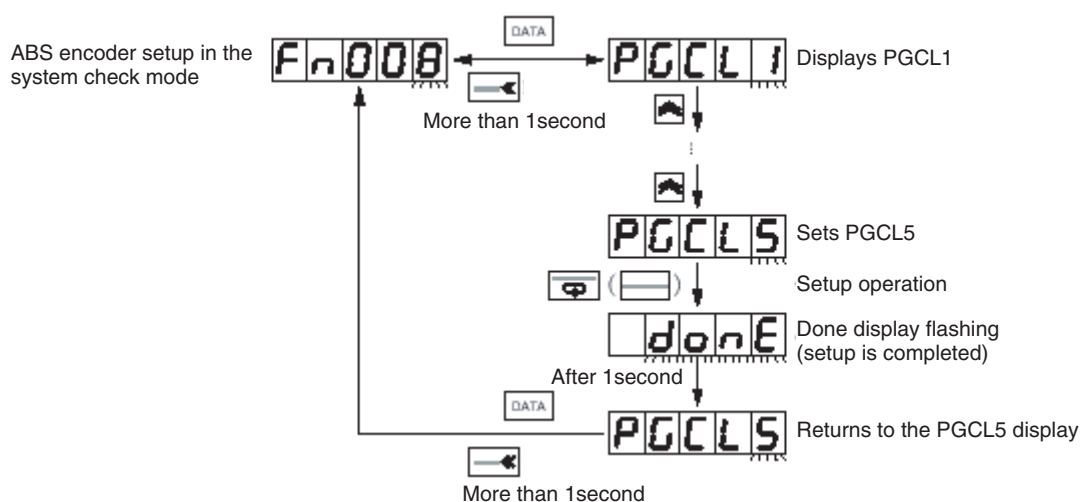 DATA
ABS encoder setup in the
system check mode
Fn008
PGCL1
Displays PGCL1
More than 1second
PGCL5
Sets PGCL5
( )
Setup operation
donE
Done display flashing
(setup is completed)
After 1second
DATA
PGCL5
Returns to the PGCL5 display
More than 1second